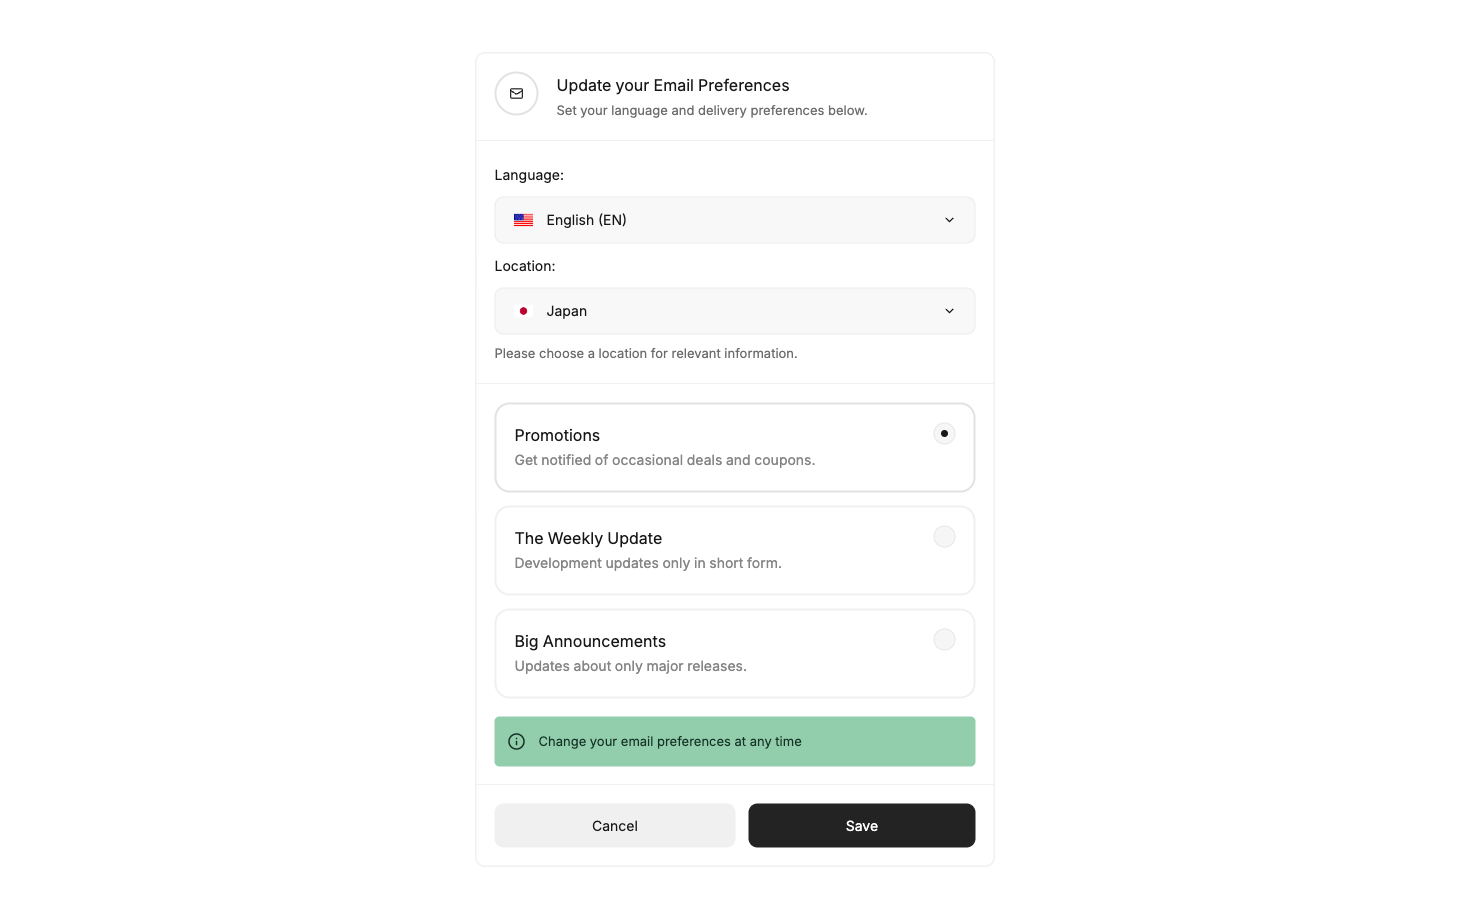 Update your Email Preferences
Set your language and delivery preferences below.
Language:
English (EN)
Location:
Japan
Please choose a location for relevant information.
Promotions
Get notified of occasional deals and coupons.
The Weekly Update
Development updates only in short form.
Big Announcements
Updates about only major releases.
Change your email preferences at any time
Cancel
Save